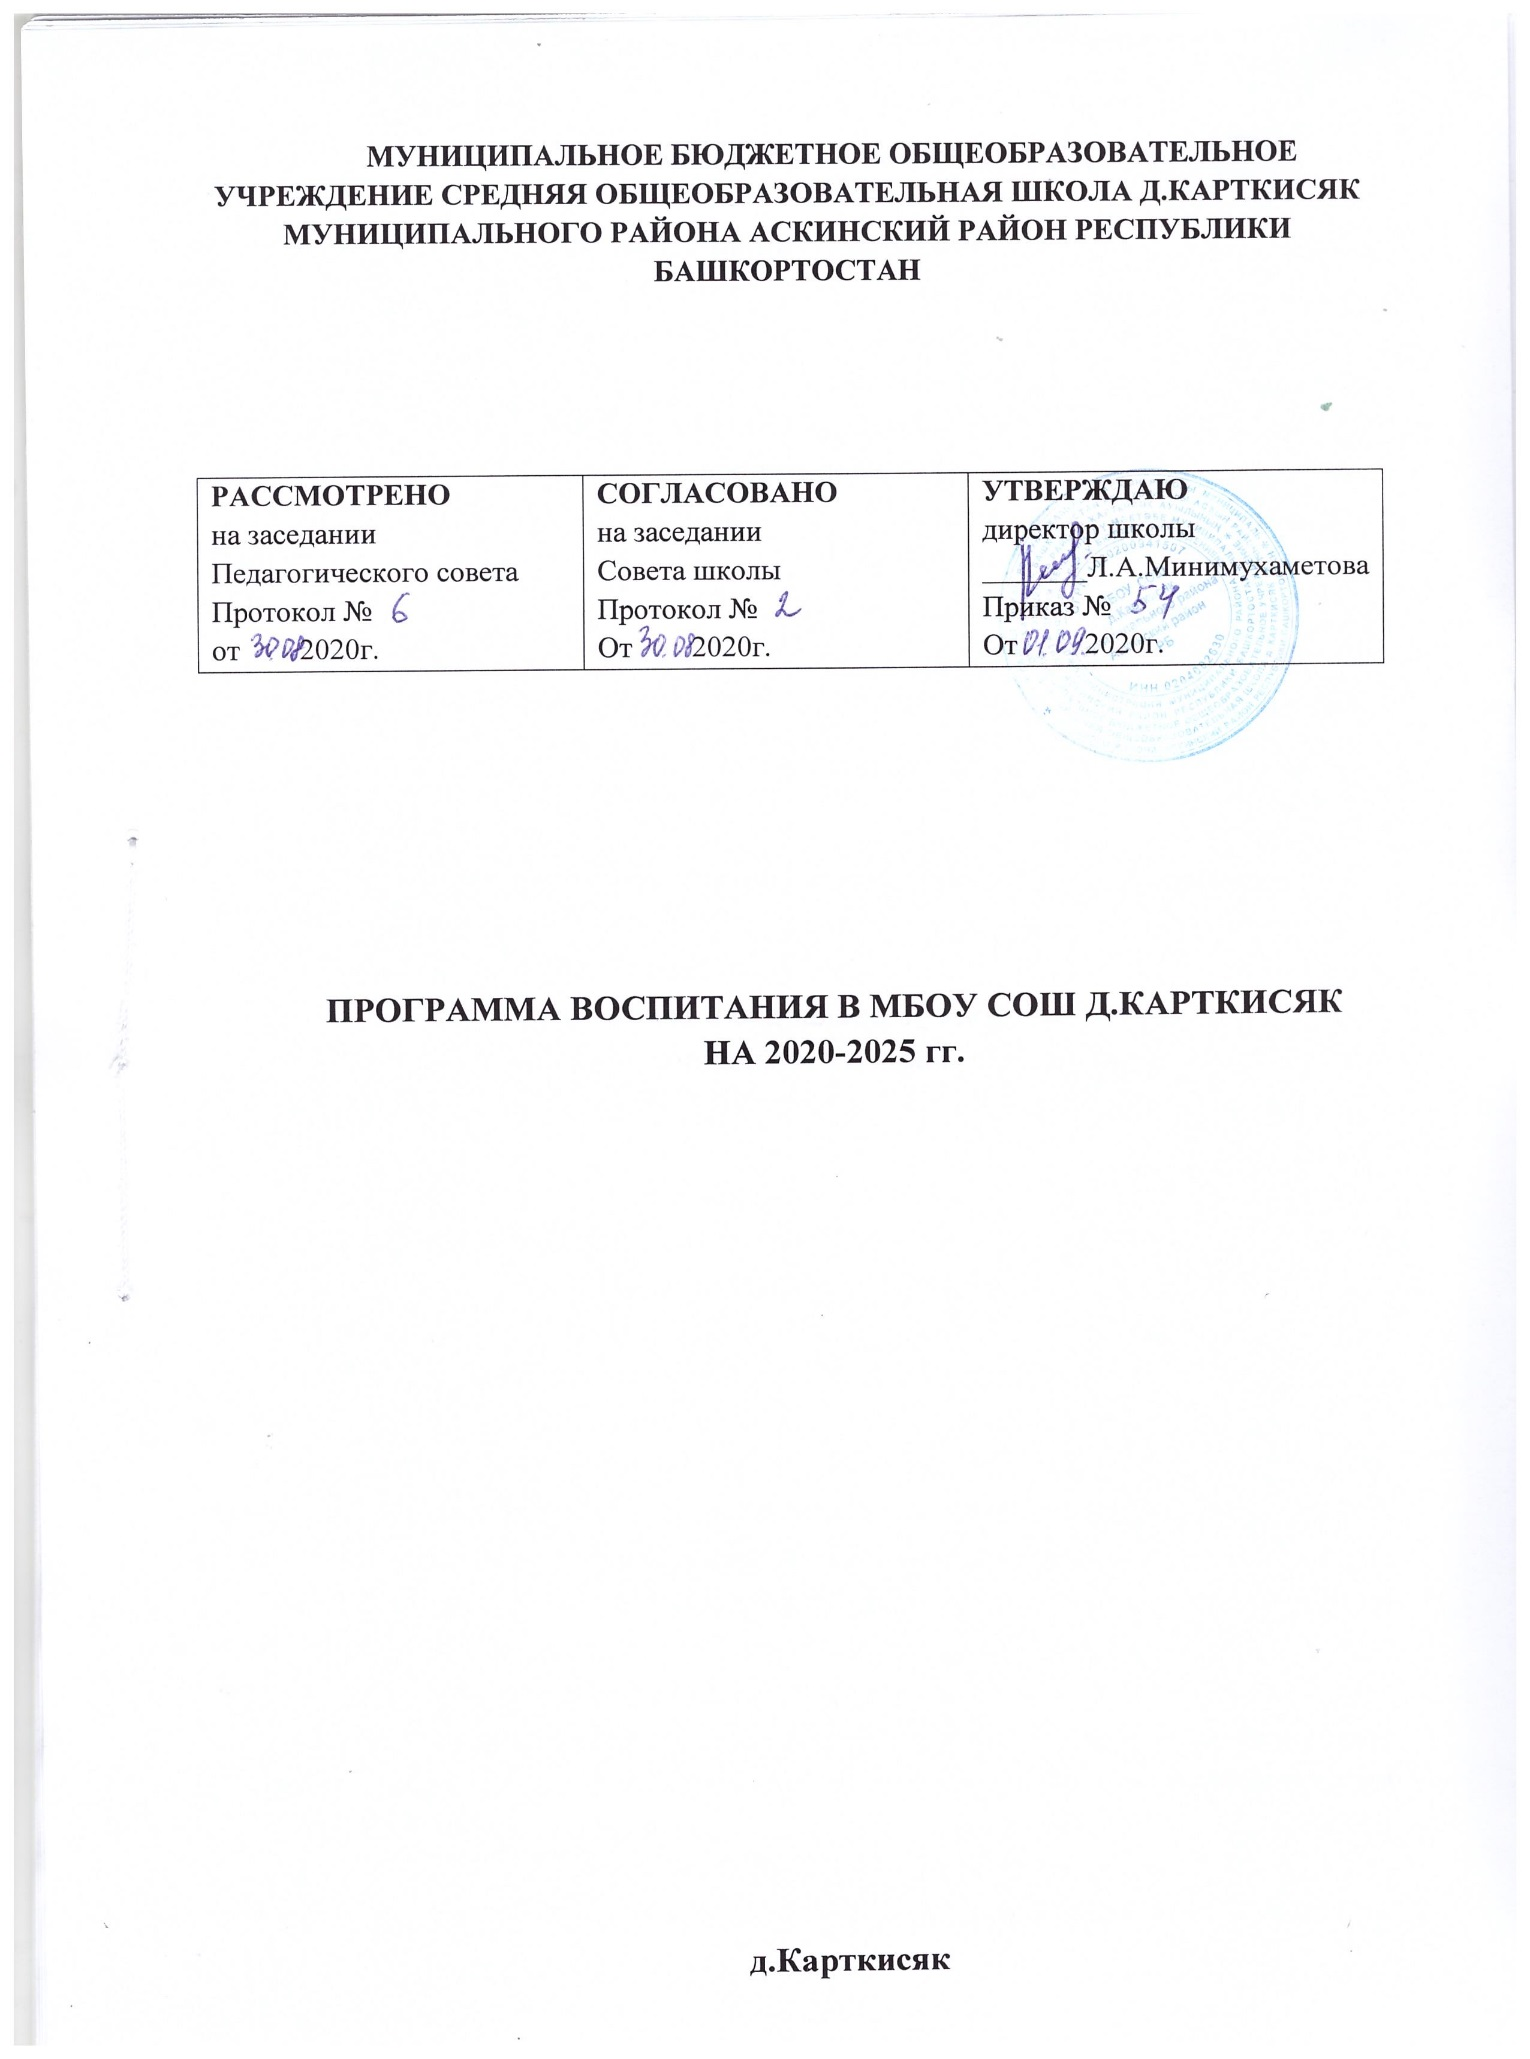 МУНИЦИПАЛЬНОЕ БЮДЖЕТНОЕ ОБЩЕОБРАЗОВАТЕЛЬНОЕ
УЧРЕЖДЕНИЕ СРЕДНЯЯ ОБЩЕОБРАЗОВАТЕЛЬНАЯ ШКОЛА Д.КАРТКИСЯК
МУНИЦИПАЛЬНОГО РАЙОНА АСКИНСКИЙ РАЙОН РЕСПУБЛИКИ
БАШКОРТОСТАН
РАССМОТРЕНО
на заседании
Педагогического совета
Протокол № 6
от 30.08 2020г.
СОГЛАСОВАНО
на заседании
Совета школы
Протокол № 2
От 30.08 2020г.
УТВЕРЖДАЮ
директор школы
_______Л.А.Минимухаметова
Приказ № 54
От 01.09.2020г.
ПРОГРАММА ВОСПИТАНИЯ В МБОУ СОШ Д.КАРТКИСЯК
НА 2020-2025 гг.
д.Карткисяк